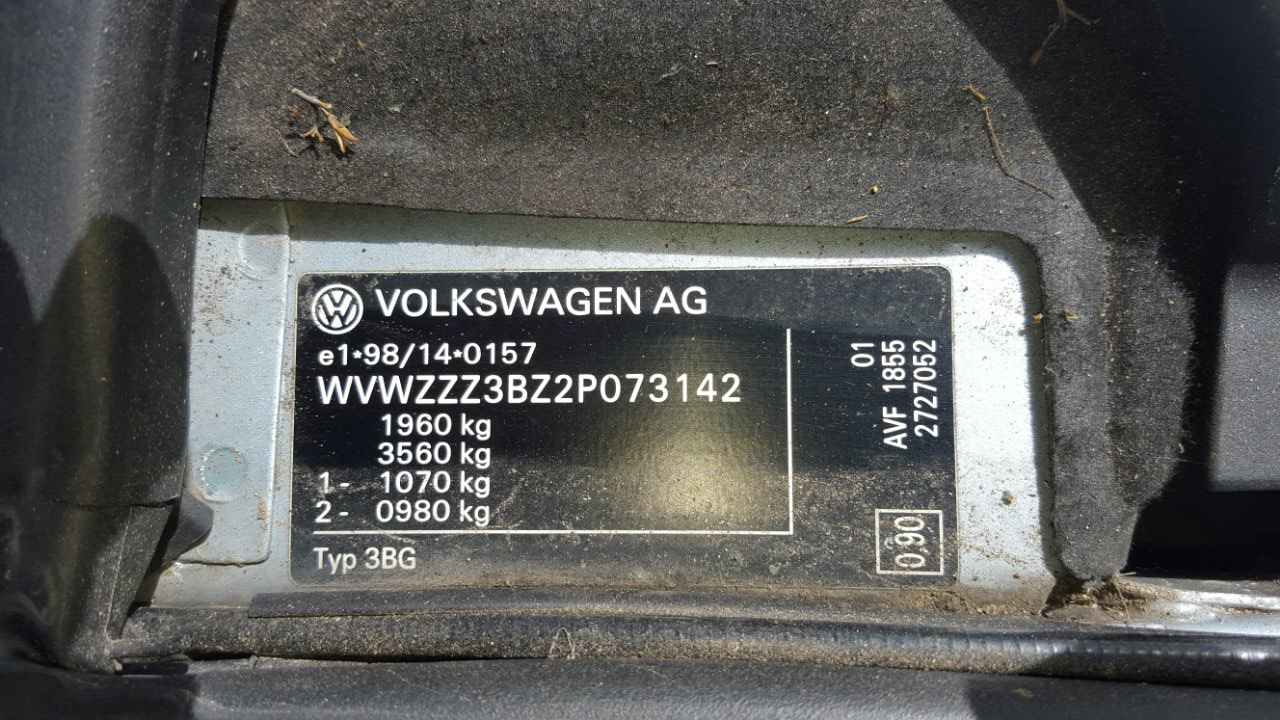 VOLKSWAGEN AG
e1*98/14*0157
WVWZZZ3BZ2P073142
1960 kg
3560 kg
1- 1070 kg
2- 0980 kg
Typ 3BG
01
AVF 1855
2727052
0,90